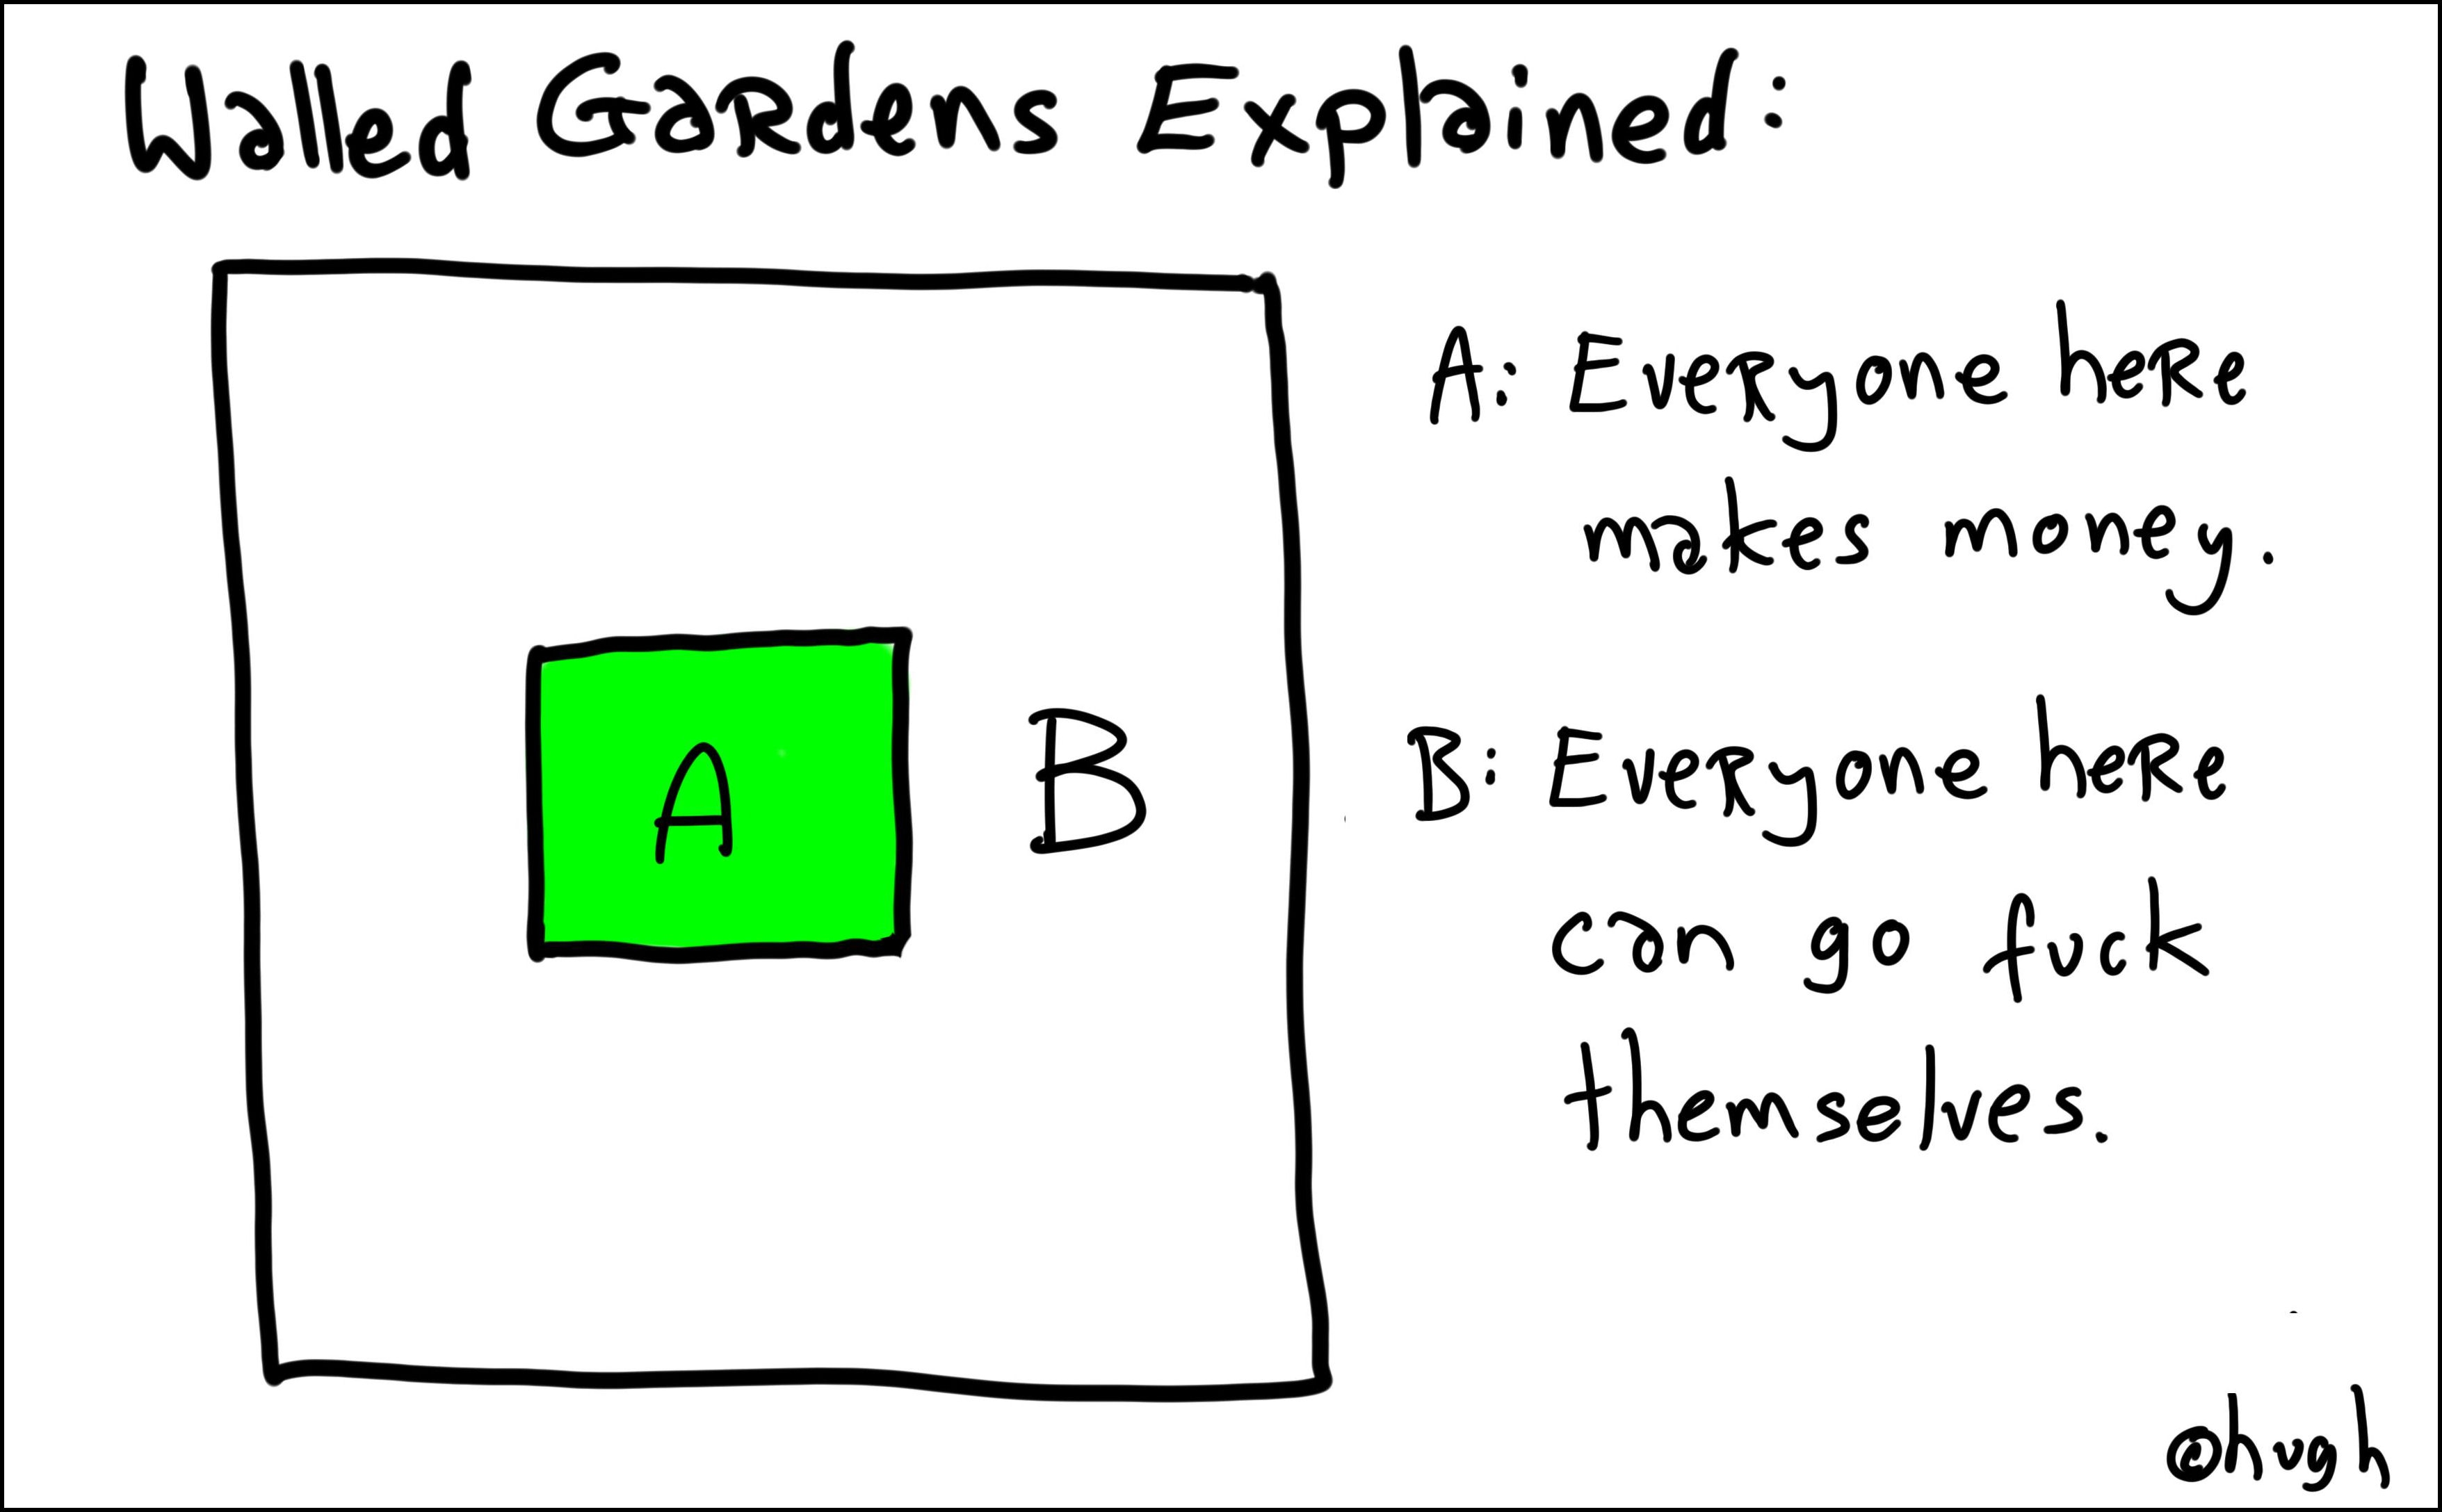 Walled Gardens Explained:
A: Everyone here
makes money.
A
B
B: Everyone here
can go fuck
themselves.
@hugh